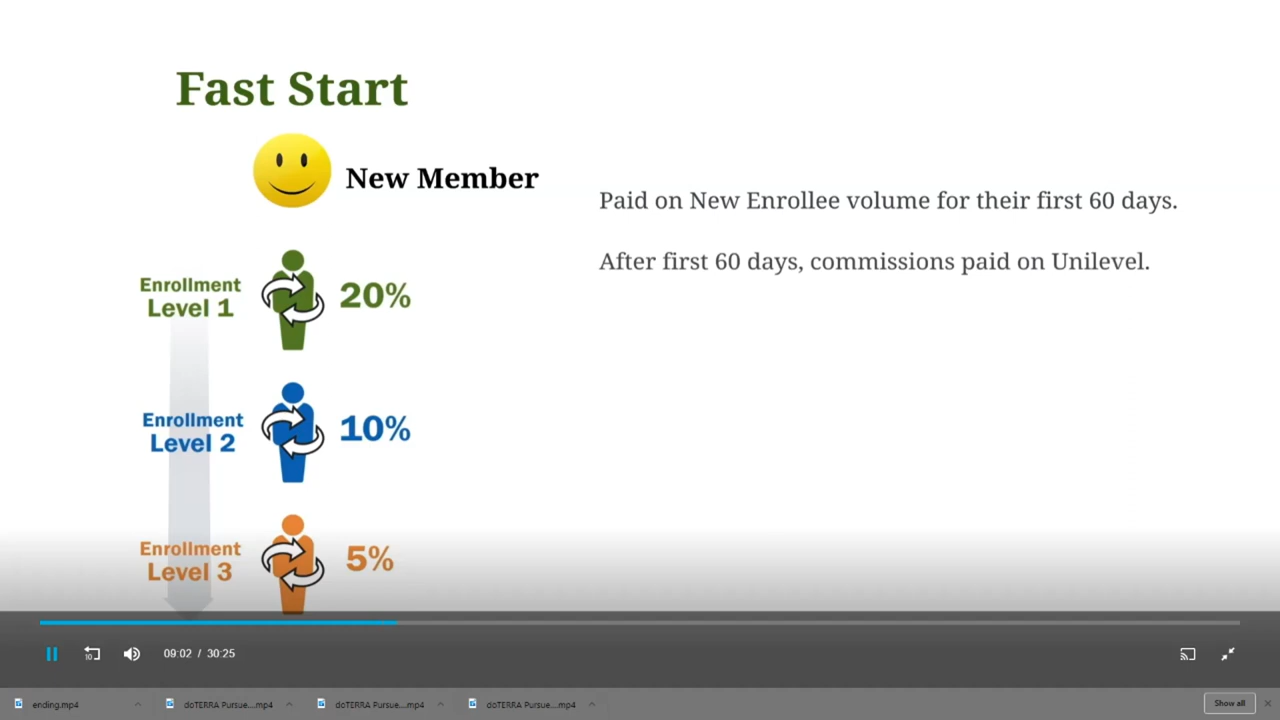 Fast Start
New Member
Paid on New Enrollee volume for their first 60 days.
After first 60 days, commissions paid on Unilevel.
Enrollment
Level 1
20%
Enrollment
Level 2
10%
Enrollment
Level 3
5%
10
09:02 / 30:25
ending.mp4
doTERRA Pursue....mp4
doTERRA Pursue....mp4
doTERRA Pursue....mp4
Show all